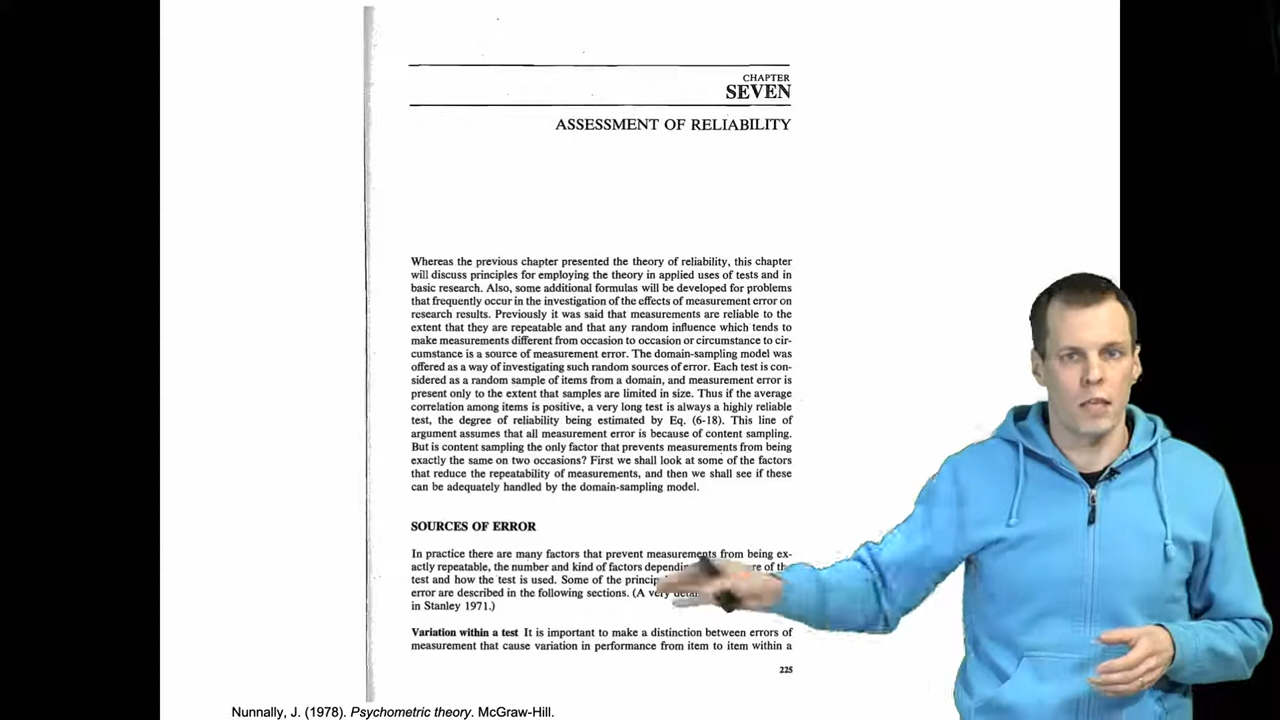 CHAPTER
SEVEN
ASSESSMENT OF RELIABILITY
Whereas the previous chapter presented the theory of reliability, this chapter
will discuss principles for employing the theory in applied uses of tests and in
basic research. Also, some additional formulas will be developed for problems
that frequently occur in the investigation of the effects of measurement error on
research results. Previously it was said that measurements are reliable to the
extent that they are repeatable and that any random influence which tends to
make measurements different from occasion to occasion or circumstance to cir-
cumstance is a source of measurement error. The domain-sampling model was
offered as a way of investigating such random sources of error. Each test is con-
sidered as a random sample of items from a domain, and measurement error is
present only to the extent that samples are limited in size. Thus if the average
correlation among items is positive, a very long test is always a highly reliable
test, the degree of reliability being estimated by Eq. (6-18). This line of
argument assumes that all measurement error is because of content sampling.
But is content sampling the only factor that prevents measurements from being
exactly the same on two occasions? First we shall look at some of the factors
that reduce the repeatability of measurements, and then we shall see if these
can be adequately handled by the domain-sampling model.
SOURCES OF ERROR
In practice there are many factors that prevent measurements from being ex-
actly repeatable, the number and kind of factors of the
test and how the test is used. Some of the
error are described in the following sections. (A
in Stanley 1971.)
Variation within a test It is important to make a distinction between errors of
measurement that cause variation in performance from item to item within a
225
Nunnally, J. (1978). Psychometric theory. McGraw-Hill.